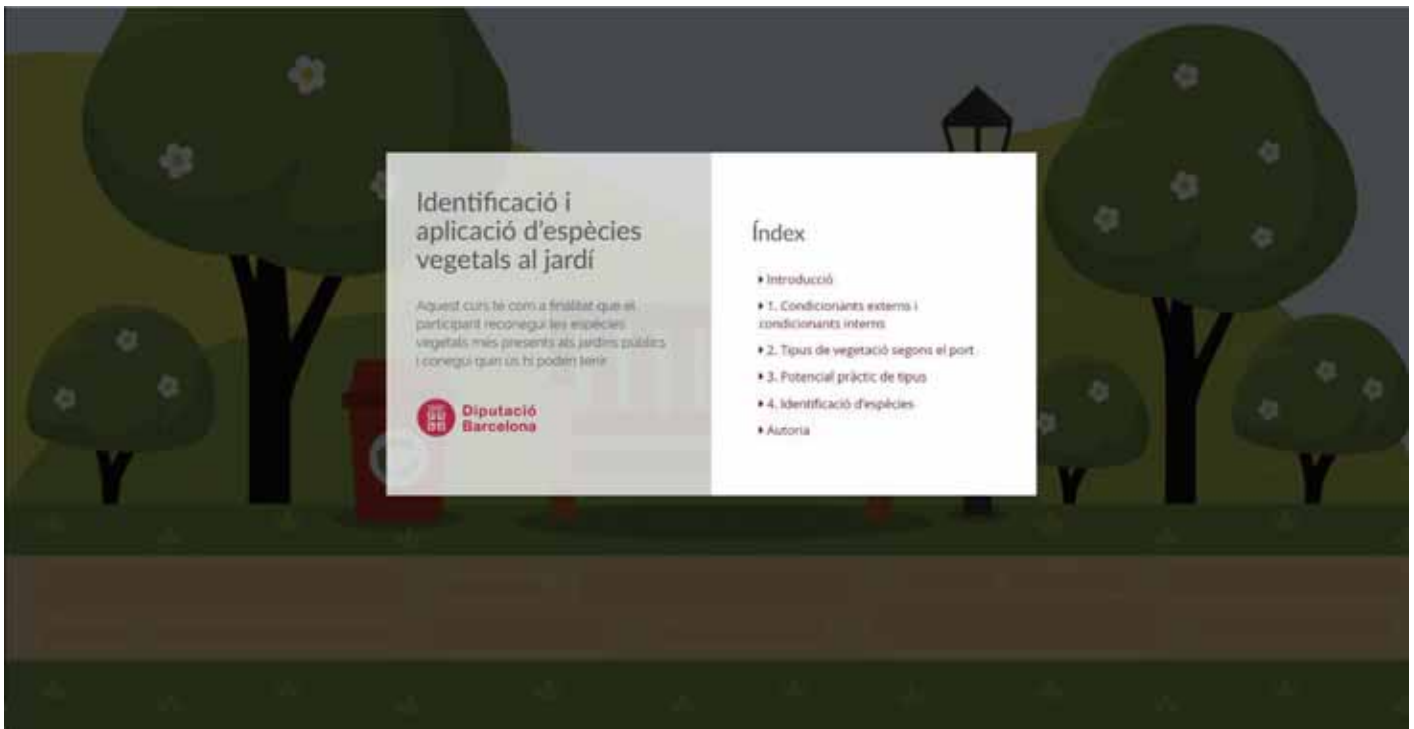 Identificació i
aplicació d'espècies
vegetals al jardí
Aquest curs té com a finalitat que el
participant reconegui les espècies
vegetals més presents als jardins públics
i conegui quin ús hi poden tenir
Diputació
Barcelona
Índex
Introducció
1. Condicionants externs i
condicionants interns
2. Tipus de vegetació segons el port
3. Potencial pràctic de tipus
4. Identificació d'espècies
Autoria